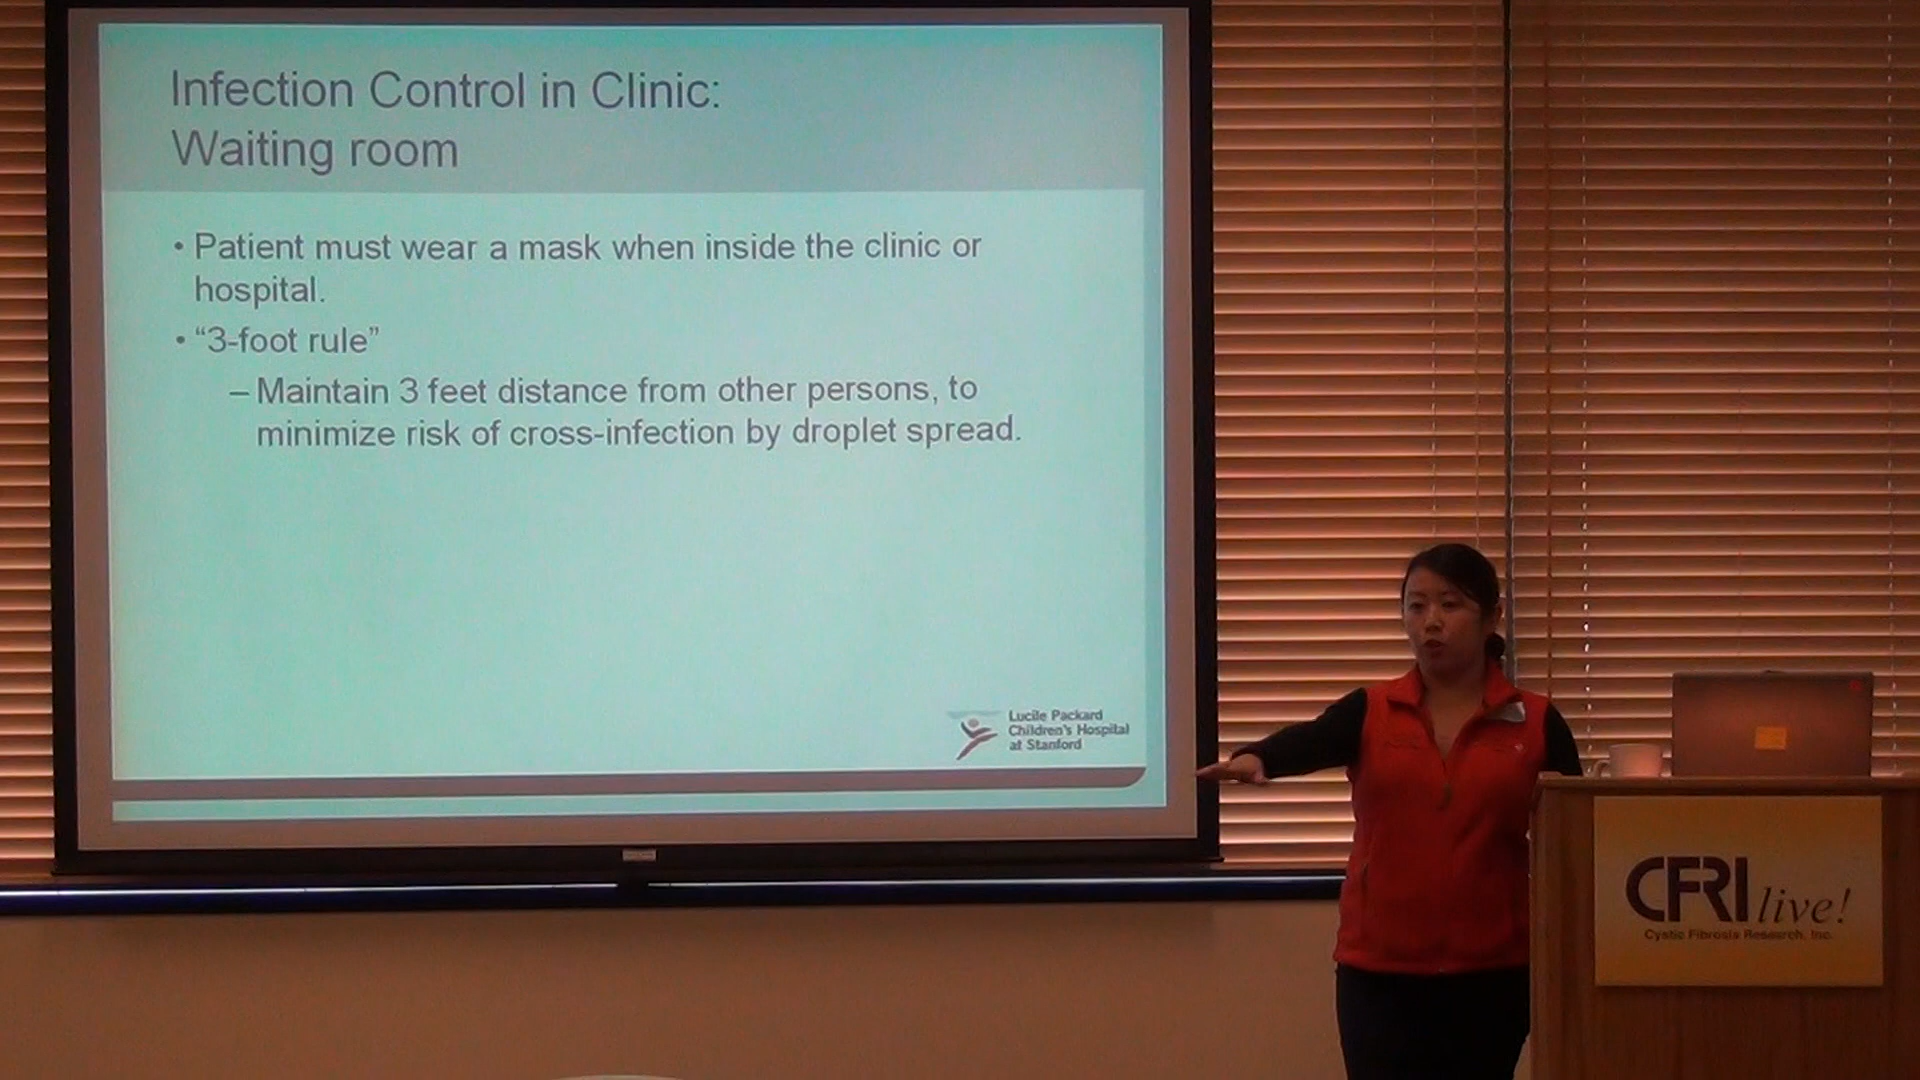 Infection Control in Clinic:
Waiting room
• Patient must wear a mask when inside the clinic or
hospital.
• “3-foot rule”
– Maintain 3 feet distance from other persons, to
minimize risk of cross-infection by droplet spread.
Lucile Packard
Children's Hospital
at Stanford
CFRI live!
Cystic Fibrosis Research, Inc.